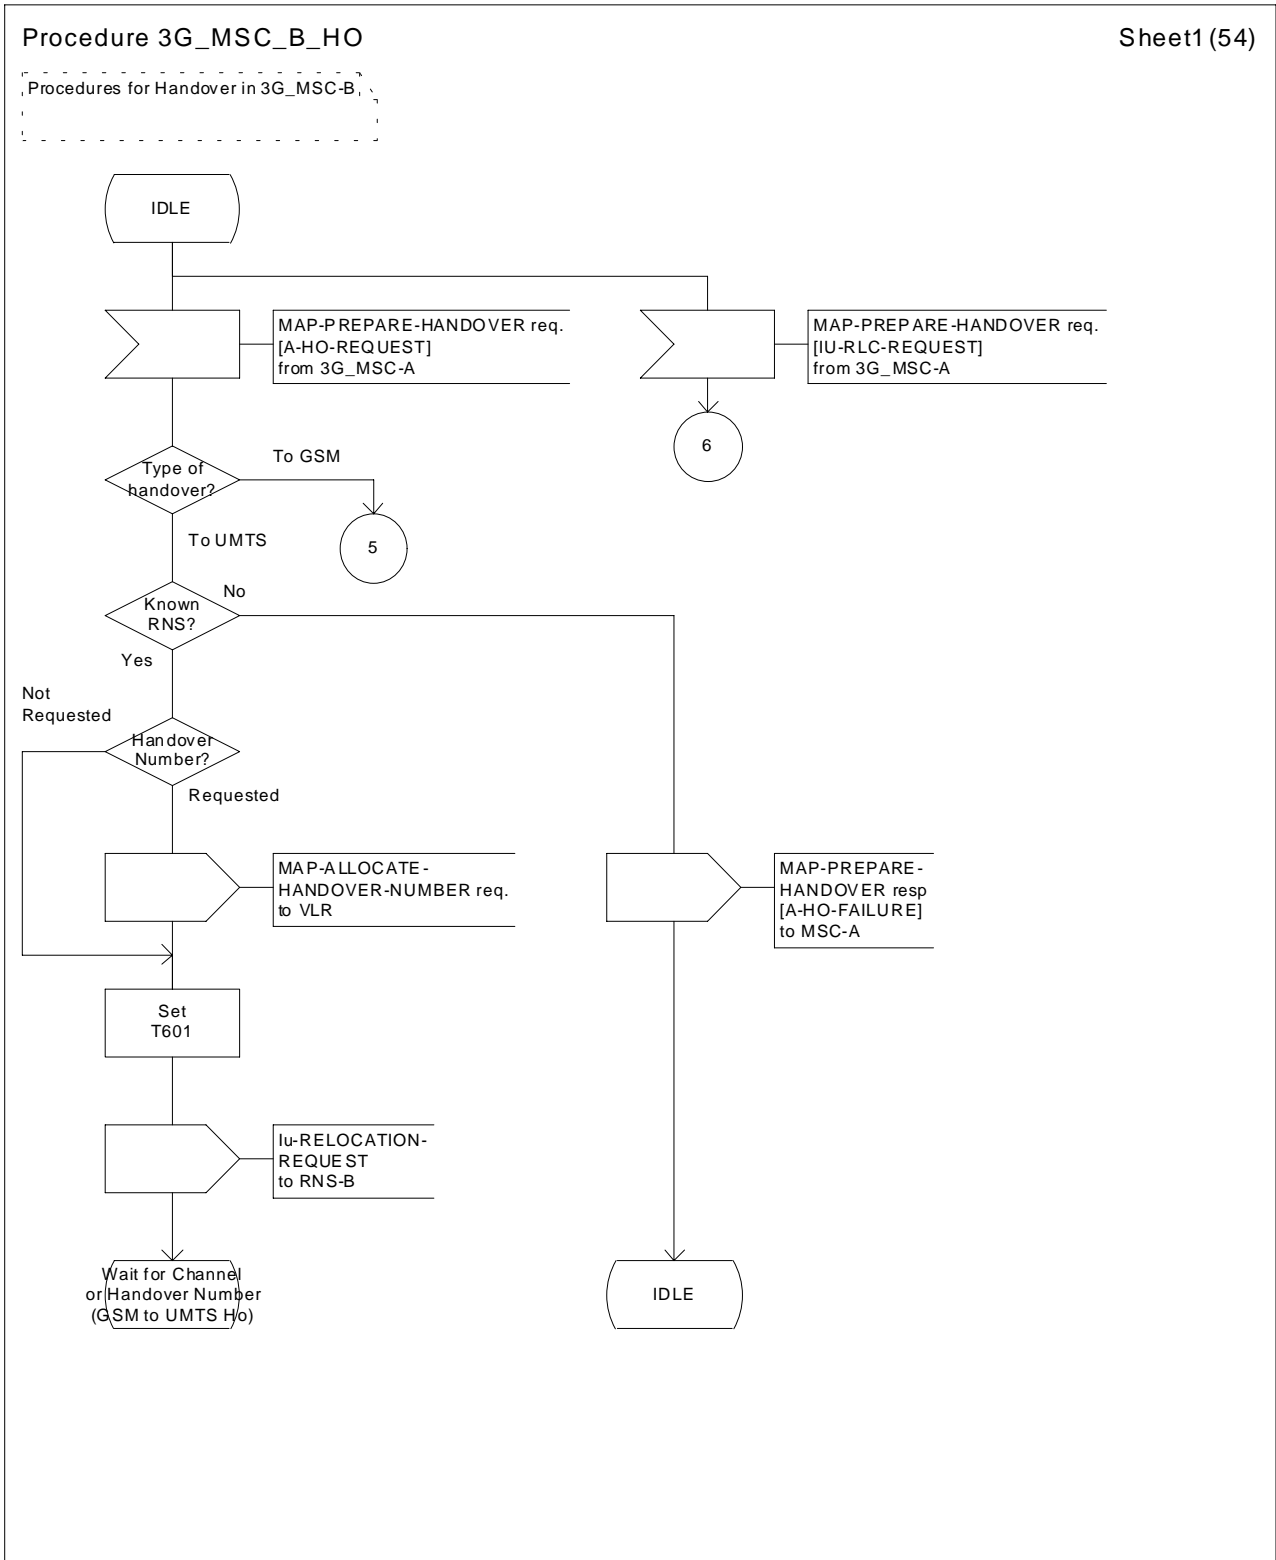 Procedure 3G_MSC_B_HO
Sheet1 (54)
Procedures for Handover in 3G_MSC-B
IDLE
MAP-PREPARE-HANDOVER req.
[A-HO-REQUEST]
from 3G_MSC-A
MAP-PREPARE-HANDOVER req.
[IU-RLC-REQUEST]
from 3G_MSC-A
6
Type of
handover?
To GSM
5
To UMTS
Known
RNS?
No
Yes
Not
Requested
Handover
Number?
Requested
MAP-ALLOCATE-
HANDOVER-NUMBER req.
to VLR
MAP-PREPARE-
HANDOVER resp
[A-HO-FAILURE]
to MSC-A
Set
T601
Iu-RELOCATION-
REQUEST
to RNS-B
Wait for Channel
or Handover Number
(GSM to UMTS Ho)
IDLE